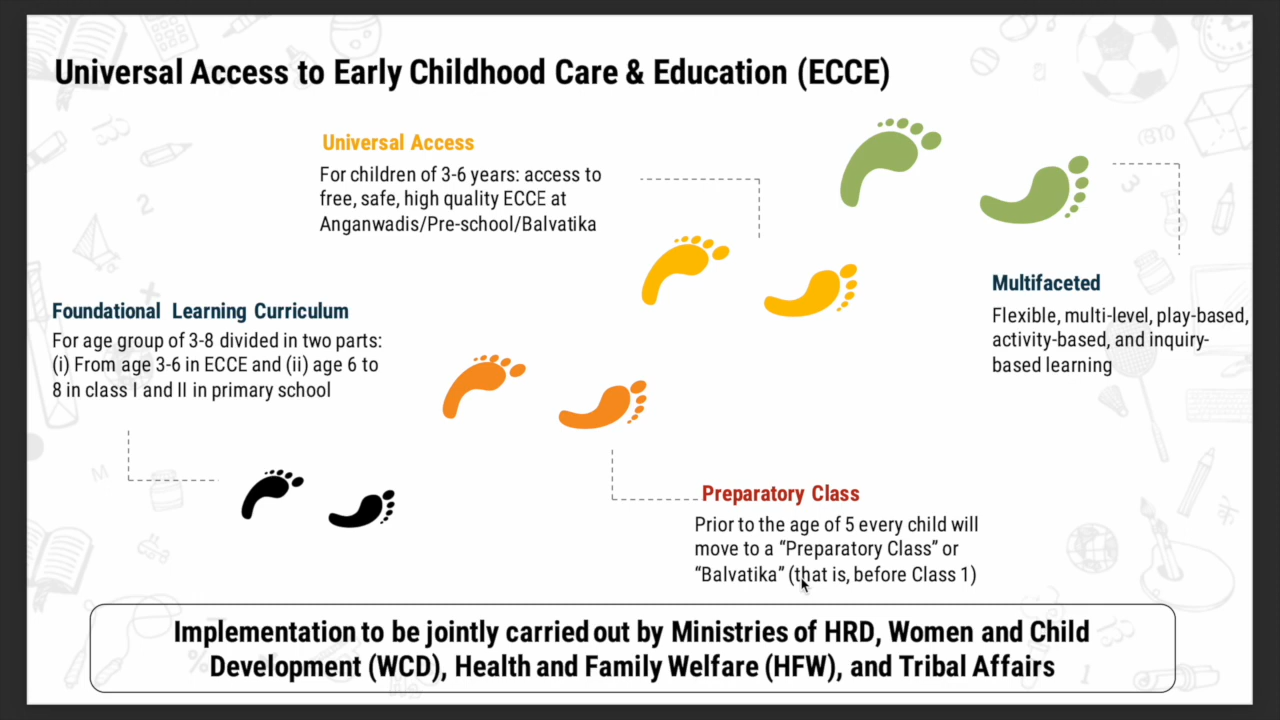 Universal Access to Early Childhood Care & Education (ECCE)
Universal Access
For children of 3-6 years: access to
free, safe, high quality ECCE at
Anganwadis/Pre-school/Balvatika
Foundational Learning Curriculum
For age group of 3-8 divided in two parts:
(i) From age 3-6 in ECCE and (ii) age 6 to
8 in class I and II in primary school
Multifaceted
Flexible, multi-level, play-based,
activity-based, and inquiry-
based learning
Preparatory Class
Prior to the age of 5 every child will
move to a “Preparatory Class” or
“Balvatika” (that is, before Class 1)
Implementation to be jointly carried out by Ministries of HRD, Women and Child
Development (WCD), Health and Family Welfare (HFW), and Tribal Affairs